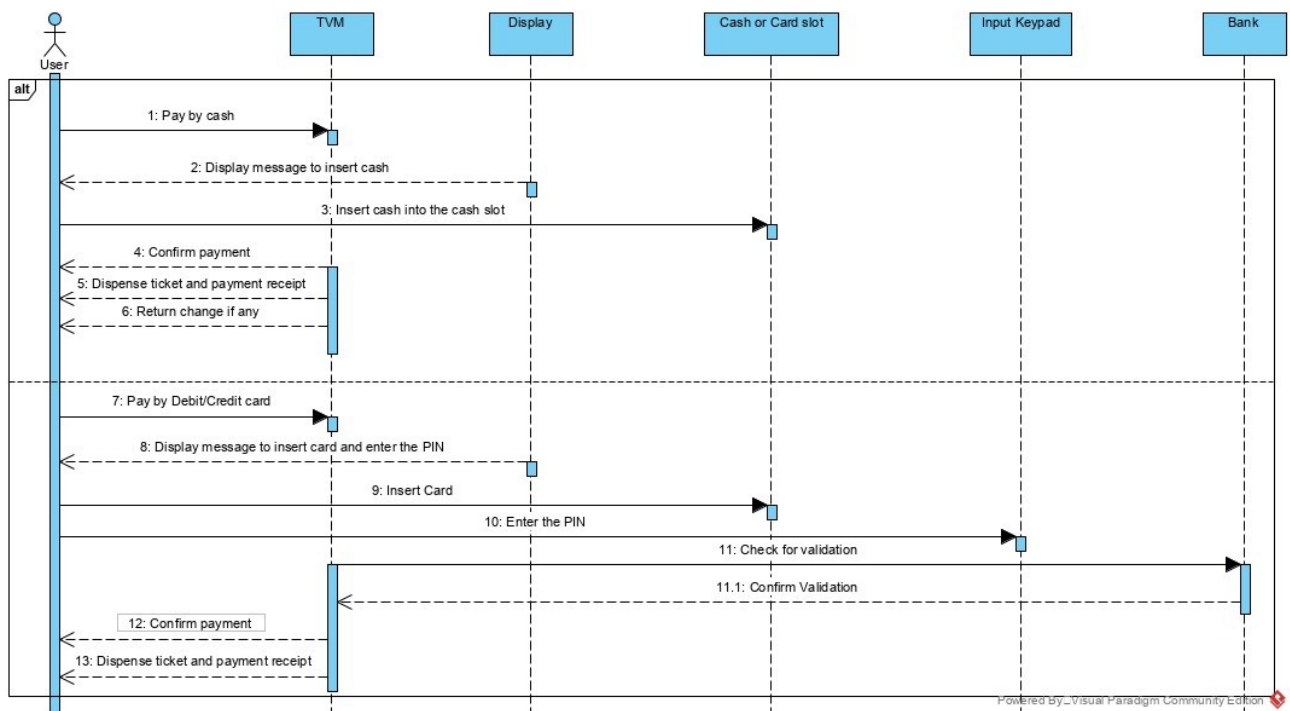 TVM
Display
Cash or Card slot
Input Keypad
Bank
User
alt
1: Pay by cash
2: Display message to insert cash
3: Insert cash into the cash slot
4: Confirm payment
5: Dispense ticket and payment receipt
6: Return change if any
7: Pay by Debit/Credit card
8: Display message to insert card and enter the PIN
9: Insert Card
10: Enter the PIN
11: Check for validation
11.1: Confirm Validation
12: Confirm payment
13: Dispense ticket and payment receipt
Powered By Visual Paradigm Community Edition